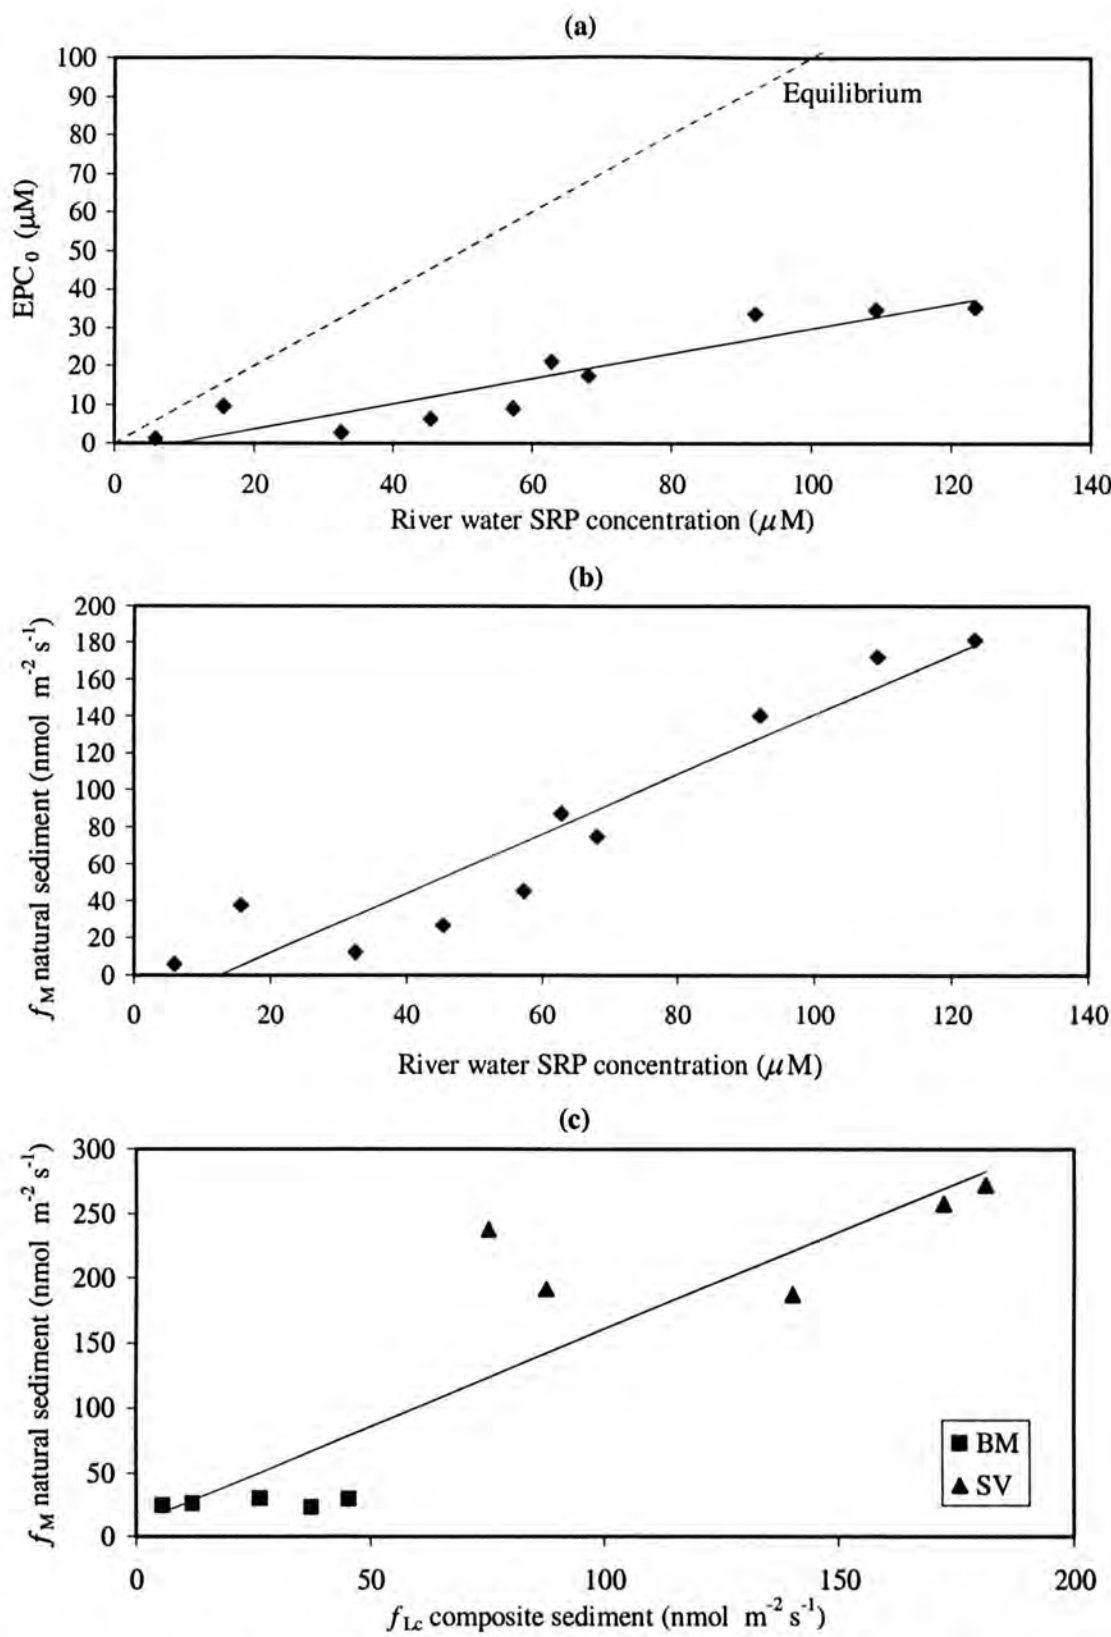 (a)
100
90
80
70
60
50
40
30
20
10
0
EPC₀ (μM)
Equilibrium
0 20 40 60 80 100 120 140
River water SRP concentration (μM)
(b)
200
180
160
140
120
100
80
60
40
20
0
f_M natural sediment (nmol m⁻² s⁻¹)
0 20 40 60 80 100 120 140
River water SRP concentration (μM)
(c)
300
250
200
150
100
50
0
f_M natural sediment (nmol m⁻² s⁻¹)
BM
SV
0 50 100 150 200
f_Lc composite sediment (nmol m⁻² s⁻¹)